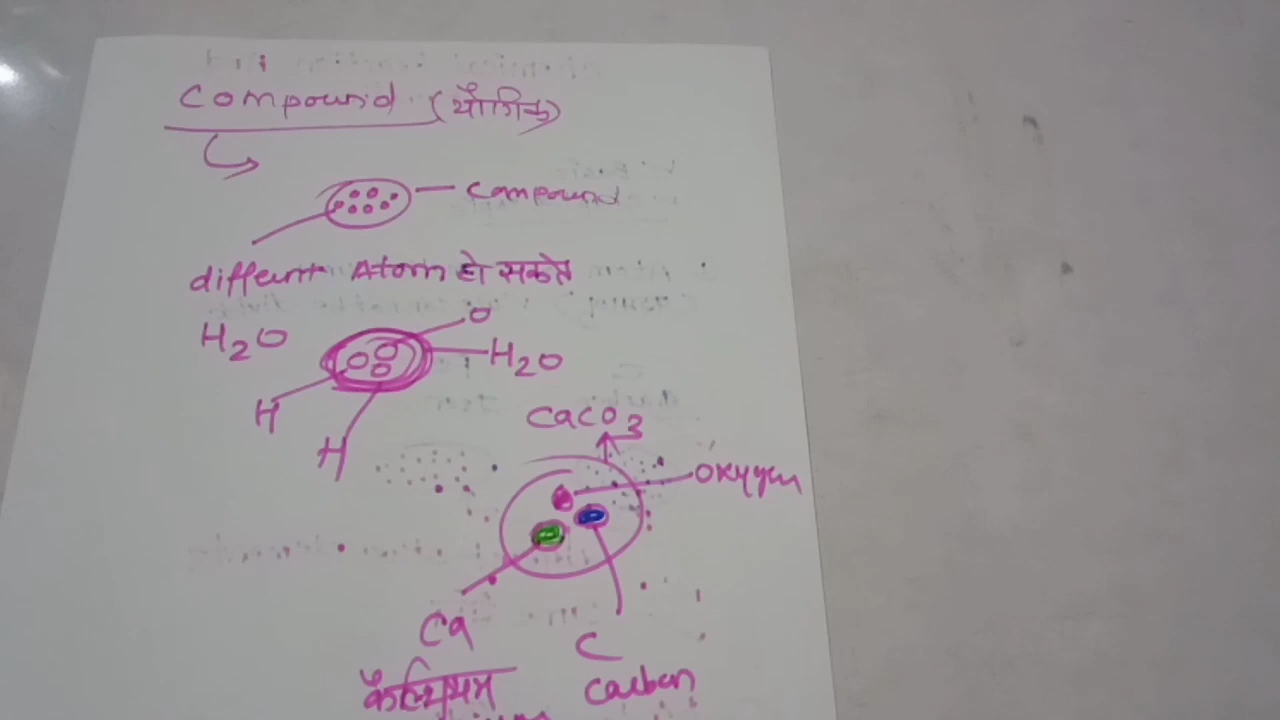 Compound (यौगिक)
compound
different Atom हो सकते
H2O
O
H2O
H
H
CaCO3
oxygen
Ca
C
कैल्शियम
Carbon